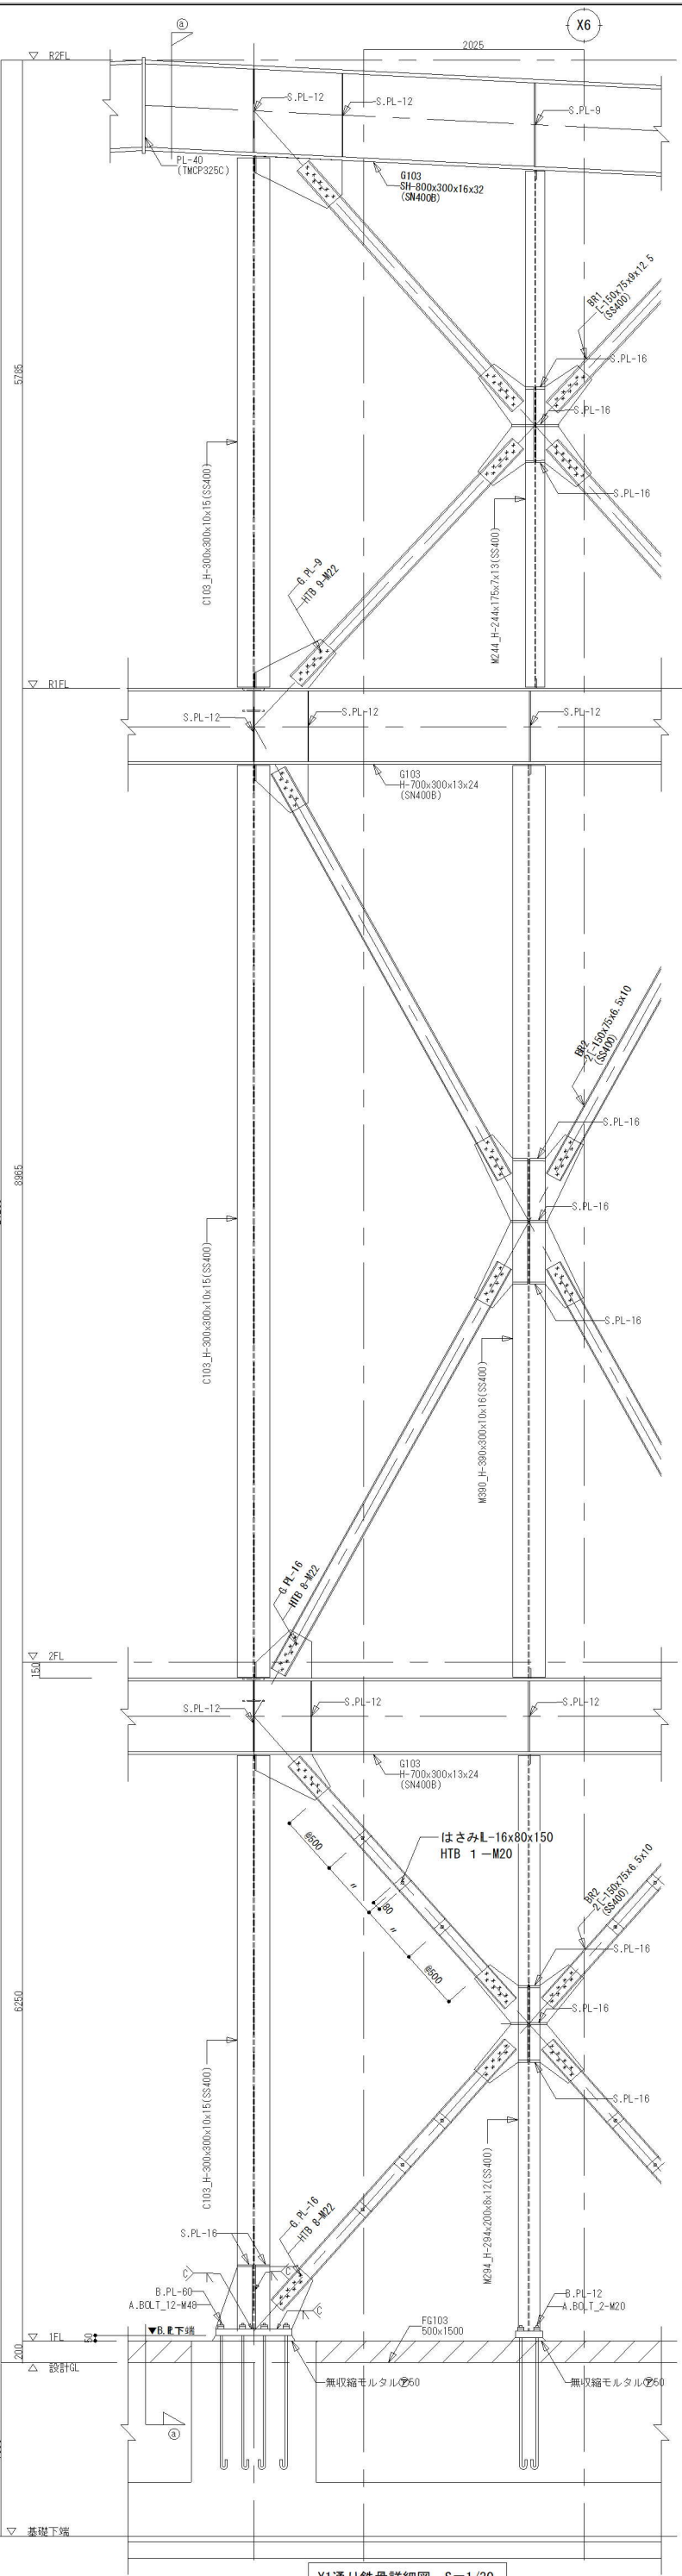 X6
ⓐ
2025
R2FL
S.PL-12
S.PL-12
S.PL-9
PL-40
(TMCP325C)
G103
SH-800x300x16x32
(SN400B)
BR1
[-150x75x9x12.5
(SS400)
S.PL-16
5785
S.PL-16
C103_H-300x300x10x15(SS400)
S.PL-16
M244_H-244x175x7x13(SS400)
G.PL-9
HTB 9-M22
R1FL
S.PL-12
S.PL-12
S.PL-12
G103
H-700x300x13x24
(SN400B)
BR2
2[-150x75x6.5x10
(SS400)
S.PL-16
8965
S.PL-16
C103_H-300x300x10x15(SS400)
S.PL-16
M390_H-390x300x10x16(SS400)
G.PL-16
HTB 8-M22
2FL
150
S.PL-12
S.PL-12
S.PL-12
G103
H-700x300x13x24
(SN400B)
はさみPL-16x80x150
HTB 1-M20
@500
〃
80
〃
@500
BR2
2[-150x75x6.5x10
(SS400)
S.PL-16
6250
S.PL-16
S.PL-16
C103_H-300x300x10x15(SS400)
M294_H-294x200x8x12(SS400)
G.PL-16
HTB 8-M22
S.PL-16
C
C
C
B.PL-60
A.BOLT_12-M48
B.PL-12
A.BOLT_2-M20
▼B.PL下端
1FL
50
FG103
500x1500
200
設計GL
無収縮モルタル㋐50
無収縮モルタル㋐50
ⓐ
基礎下端
Y1通り鉄骨詳細図 S=1/30